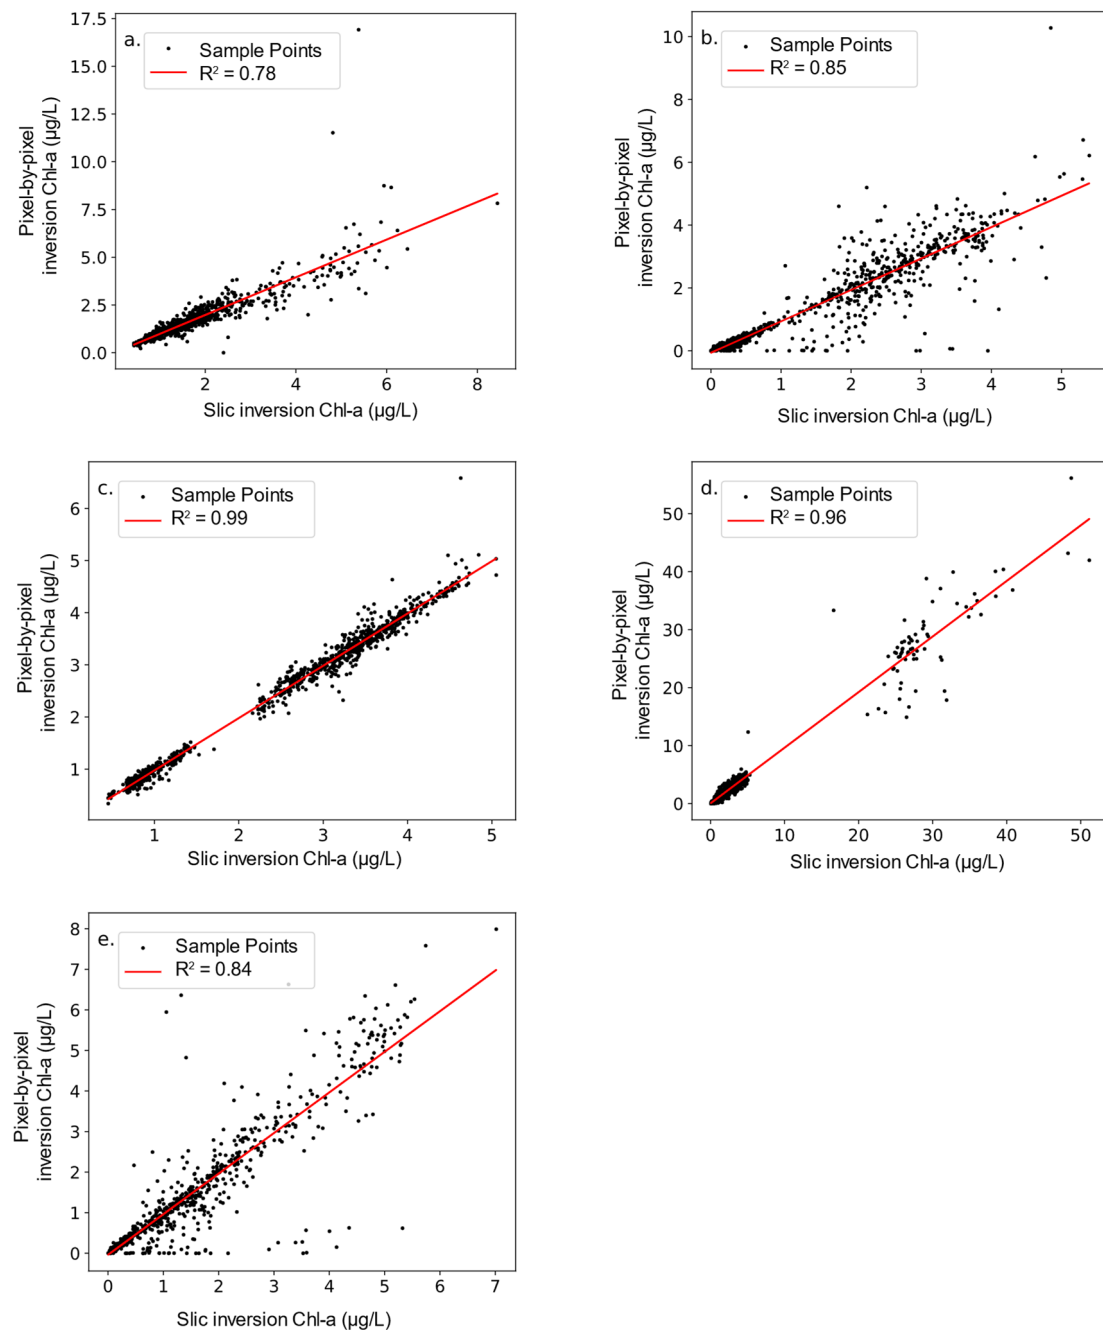 a.
Sample Points
R² = 0.78
17.5
15.0
12.5
10.0
7.5
5.0
2.5
0.0
Pixel-by-pixel
inversion Chl-a (µg/L)
2 4 6 8
Slic inversion Chl-a (µg/L)
b.
Sample Points
R² = 0.85
10
8
6
4
2
0
Pixel-by-pixel
inversion Chl-a (µg/L)
0 1 2 3 4 5
Slic inversion Chl-a (µg/L)
c.
Sample Points
R² = 0.99
6
5
4
3
2
1
Pixel-by-pixel
inversion Chl-a (µg/L)
1 2 3 4 5
Slic inversion Chl-a (µg/L)
d.
Sample Points
R² = 0.96
50
40
30
20
10
0
Pixel-by-pixel
inversion Chl-a (µg/L)
0 10 20 30 40 50
Slic inversion Chl-a (µg/L)
e.
Sample Points
R² = 0.84
8
7
6
5
4
3
2
1
0
Pixel-by-pixel
inversion Chl-a (µg/L)
0 1 2 3 4 5 6 7
Slic inversion Chl-a (µg/L)